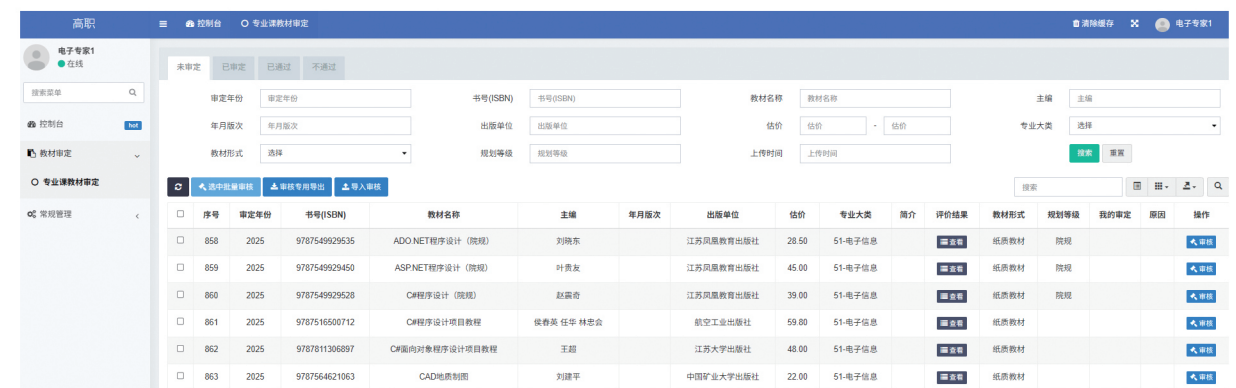 高职 控制台 专业课教材审定 清除缓存 电子专家1
电子专家1
在线
未审定 已审定 已通过 不通过
搜索菜单
审定年份 审定年份 书号(ISBN) 书号(ISBN) 教材名称 教材名称 主编 主编
控制台 hot
年月版次 年月版次 出版单位 出版单位 估价 估价 - 估价 专业大类 选择
教材审定
教材形式 选择 规划等级 规划等级 上传时间 上传时间 搜索 重置
专业课教材审定
选中批量审核 审核专用导出 导入审核 搜索
常规管理
序号 审定年份 书号(ISBN) 教材名称 主编 年月版次 出版单位 估价 专业大类 简介 评价结果 教材形式 规划等级 我的审定 原因 操作
858 2025 9787549929535 ADO.NET程序设计（院规） 刘晓东 江苏凤凰教育出版社 28.50 51-电子信息 查看 纸质教材 院规 审核
859 2025 9787549929450 ASP.NET程序设计（院规） 叶贵友 江苏凤凰教育出版社 45.00 51-电子信息 查看 纸质教材 院规 审核
860 2025 9787549929528 C#程序设计（院规） 赵震奇 江苏凤凰教育出版社 39.00 51-电子信息 查看 纸质教材 院规 审核
861 2025 9787516500712 C#程序设计项目教程 侯春英 任华 林忠会 航空工业出版社 59.80 51-电子信息 查看 纸质教材 审核
862 2025 9787811306897 C#面向对象程序设计项目教程 王超 江苏大学出版社 48.00 51-电子信息 查看 纸质教材 审核
863 2025 9787564621063 CAD地质制图 刘建平 中国矿业大学出版社 22.00 51-电子信息 查看 纸质教材 审核